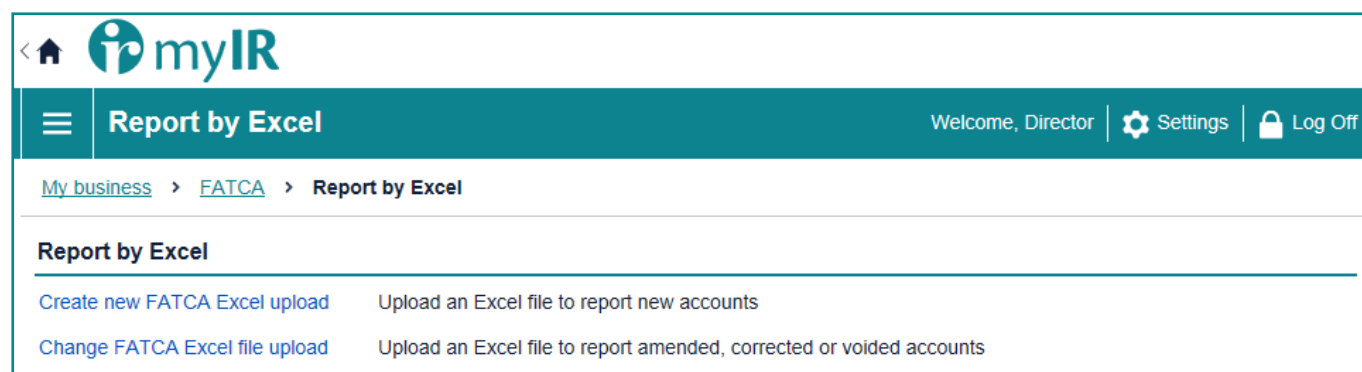 ir myIR
Report by Excel Welcome, Director Settings Log Off
My business > FATCA > Report by Excel
Report by Excel
Create new FATCA Excel upload Upload an Excel file to report new accounts
Change FATCA Excel file upload Upload an Excel file to report amended, corrected or voided accounts